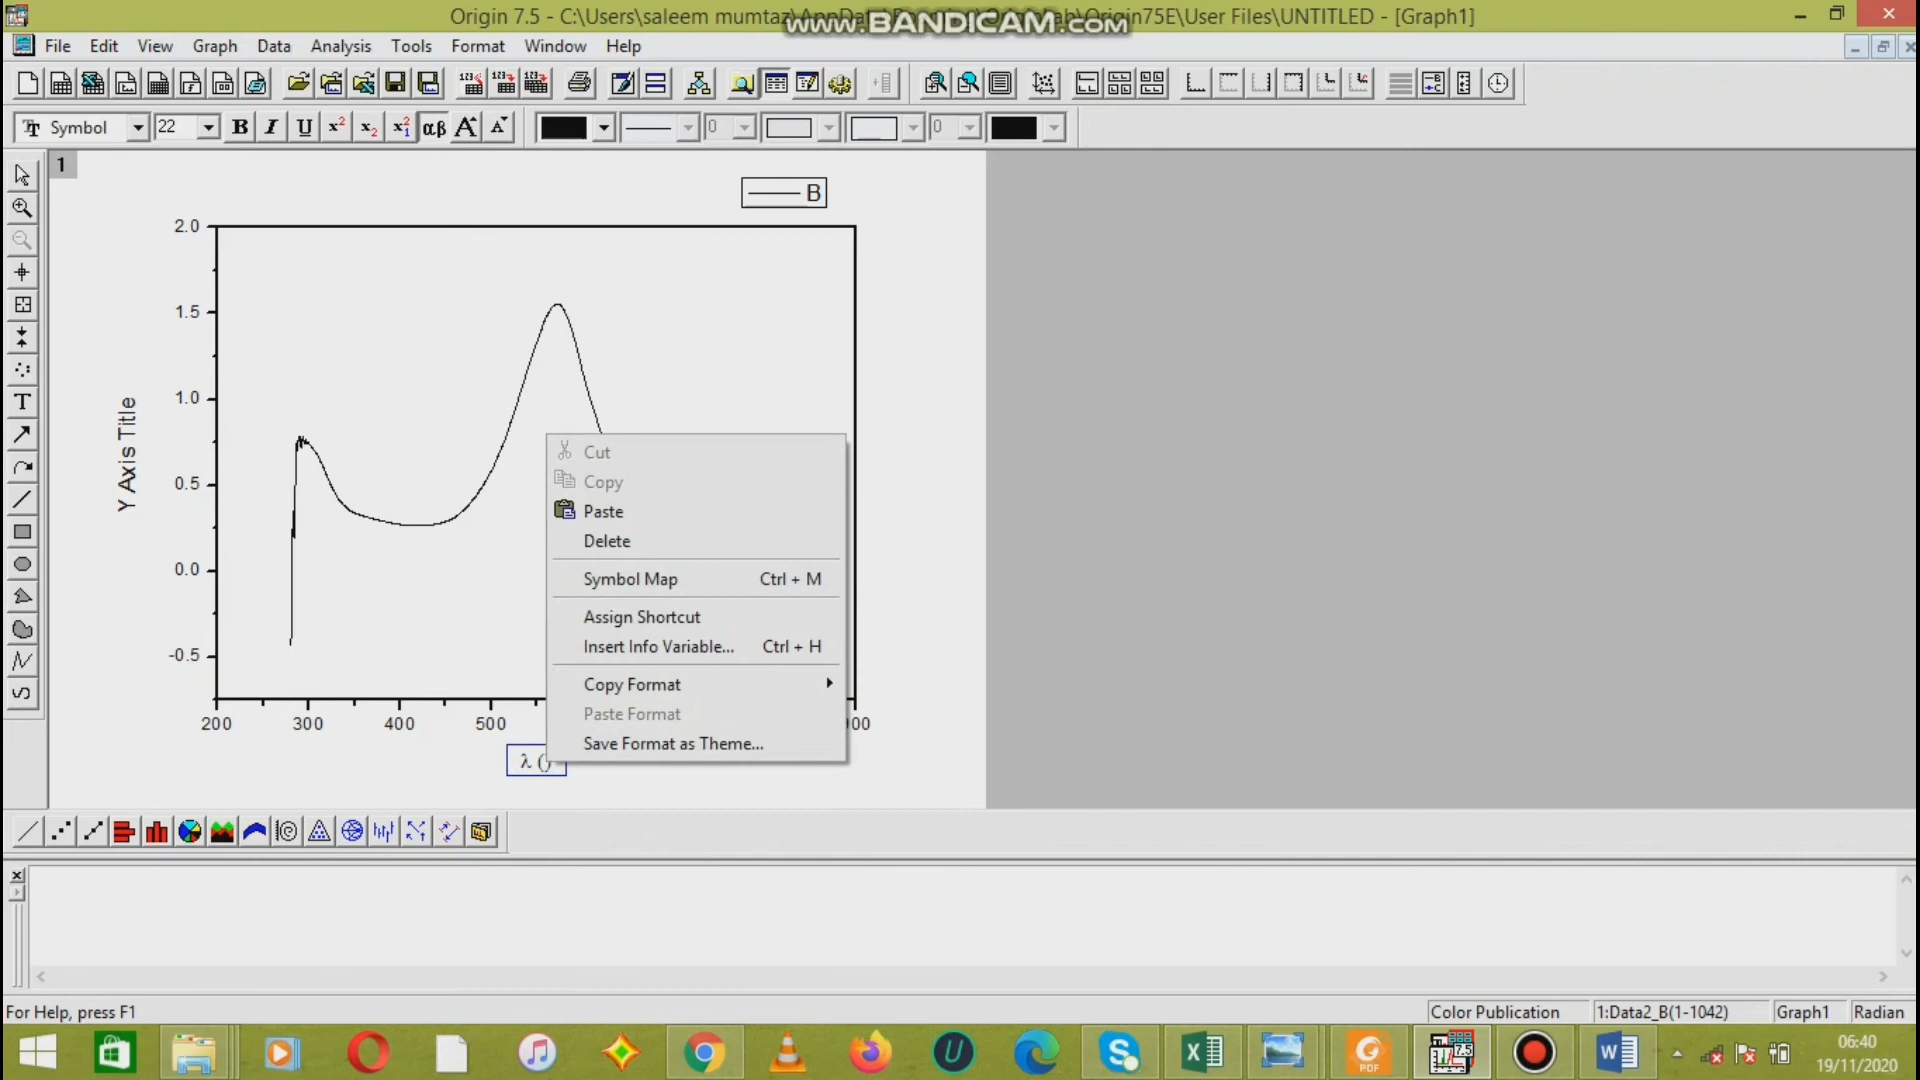 Origin 7.5 - C:\Users\saleem mumtaz\AppDa Origin75E\User Files\UNTITLED - [Graph1]
www.BANDICAM.com
File Edit View Graph Data Analysis Tools Format Window Help
Symbol 22 B I U x² x₂ αβ A A 0 0
1
B
2.0
1.5
1.0
0.5
0.0
-0.5
Y Axis Title
200 300 400 500 00
λ ()
Cut
Copy
Paste
Delete
Symbol Map Ctrl + M
Assign Shortcut
Insert Info Variable... Ctrl + H
Copy Format
Paste Format
Save Format as Theme...
For Help, press F1
Color Publication 1:Data2_B(1-1042) Graph1 Radian
06:40
19/11/2020